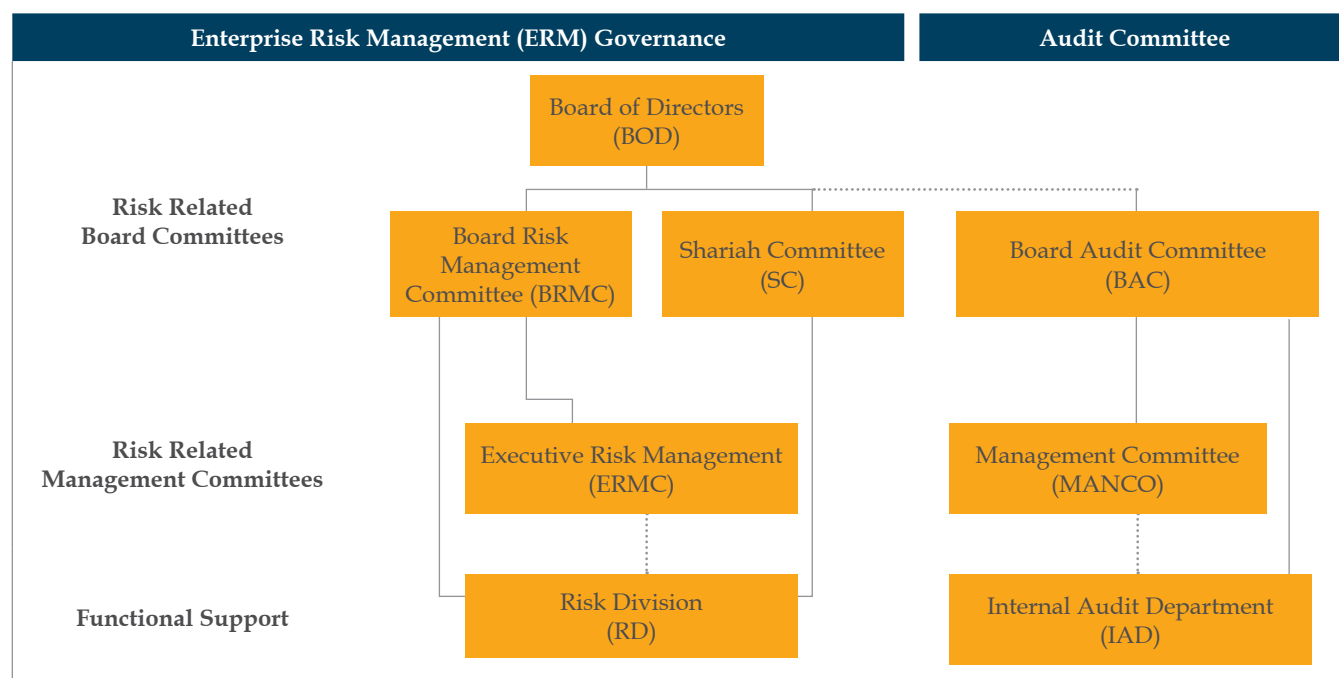 Enterprise Risk Management (ERM) Governance
Audit Committee
Board of Directors
(BOD)
Risk Related
Board Committees
Board Risk
Management
Committee (BRMC)
Shariah Committee
(SC)
Board Audit Committee
(BAC)
Risk Related
Management Committees
Executive Risk Management
(ERMC)
Management Committee
(MANCO)
Functional Support
Risk Division
(RD)
Internal Audit Department
(IAD)